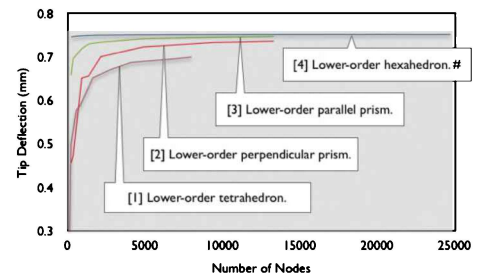 0.8
0.7
0.6
0.5
0.4
0.3
Tip Deflection (mm)
[4] Lower-order hexahedron. #
[3] Lower-order parallel prism.
[2] Lower-order perpendicular prism.
[1] Lower-order tetrahedron.
0 5000 10000 15000 20000 25000
Number of Nodes